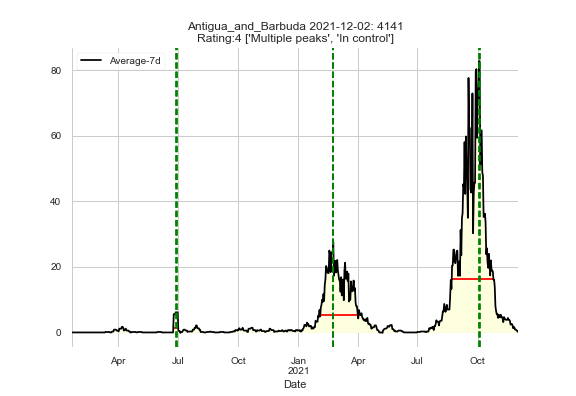 Antigua_and_Barbuda 2021-12-02: 4141
Rating:4 ['Multiple peaks', 'In control']
Average-7d
80
60
40
20
0
Apr Jul Oct Jan Apr Jul Oct
2021
Date